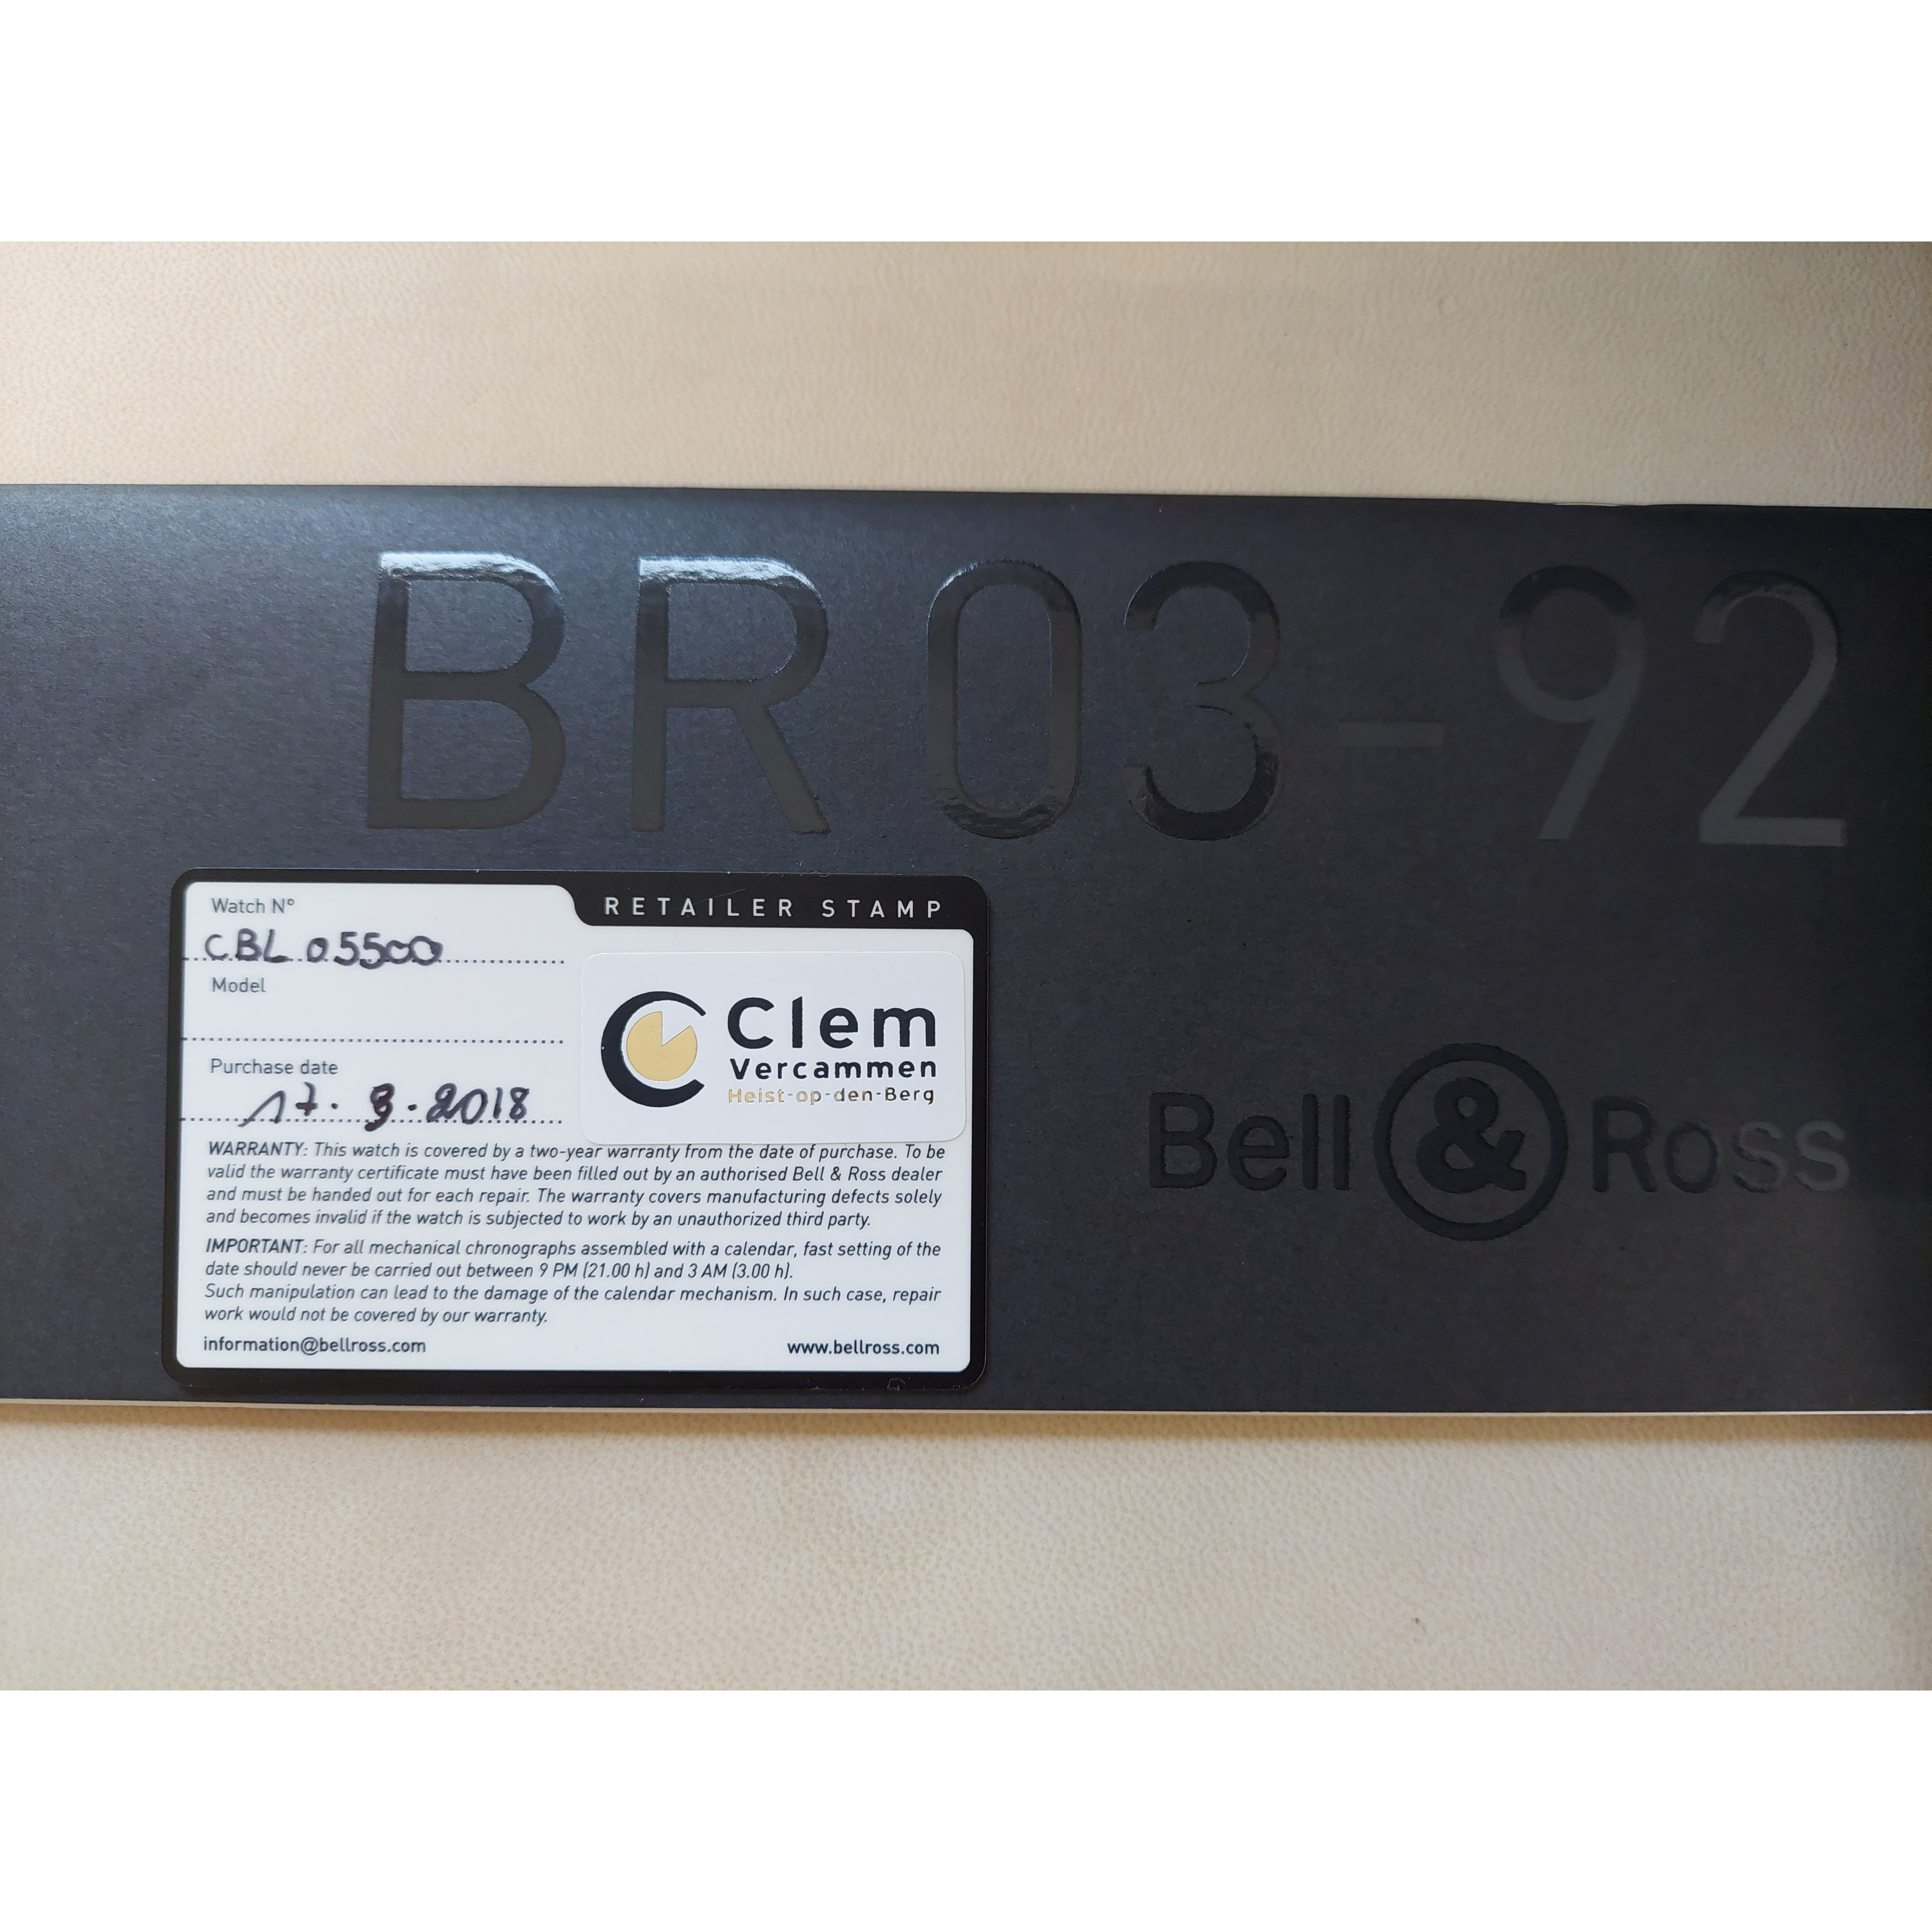 BR 03-92
Watch N°
CBL 05500
RETAILER STAMP
Model
Clem
Vercammen
Heist-op-den-Berg
Purchase date
17. 3. 2018
WARRANTY: This watch is covered by a two-year warranty from the date of purchase. To be
valid the warranty certificate must have been filled out by an authorised Bell & Ross dealer
and must be handed out for each repair. The warranty covers manufacturing defects solely
and becomes invalid if the watch is subjected to work by an unauthorized third party.
IMPORTANT: For all mechanical chronographs assembled with a calendar, fast setting of the
date should never be carried out between 9 PM (21.00 h) and 3 AM (3.00 h).
Such manipulation can lead to the damage of the calendar mechanism. In such case, repair
work would not be covered by our warranty.
information@bellross.com
www.bellross.com
Bell & Ross